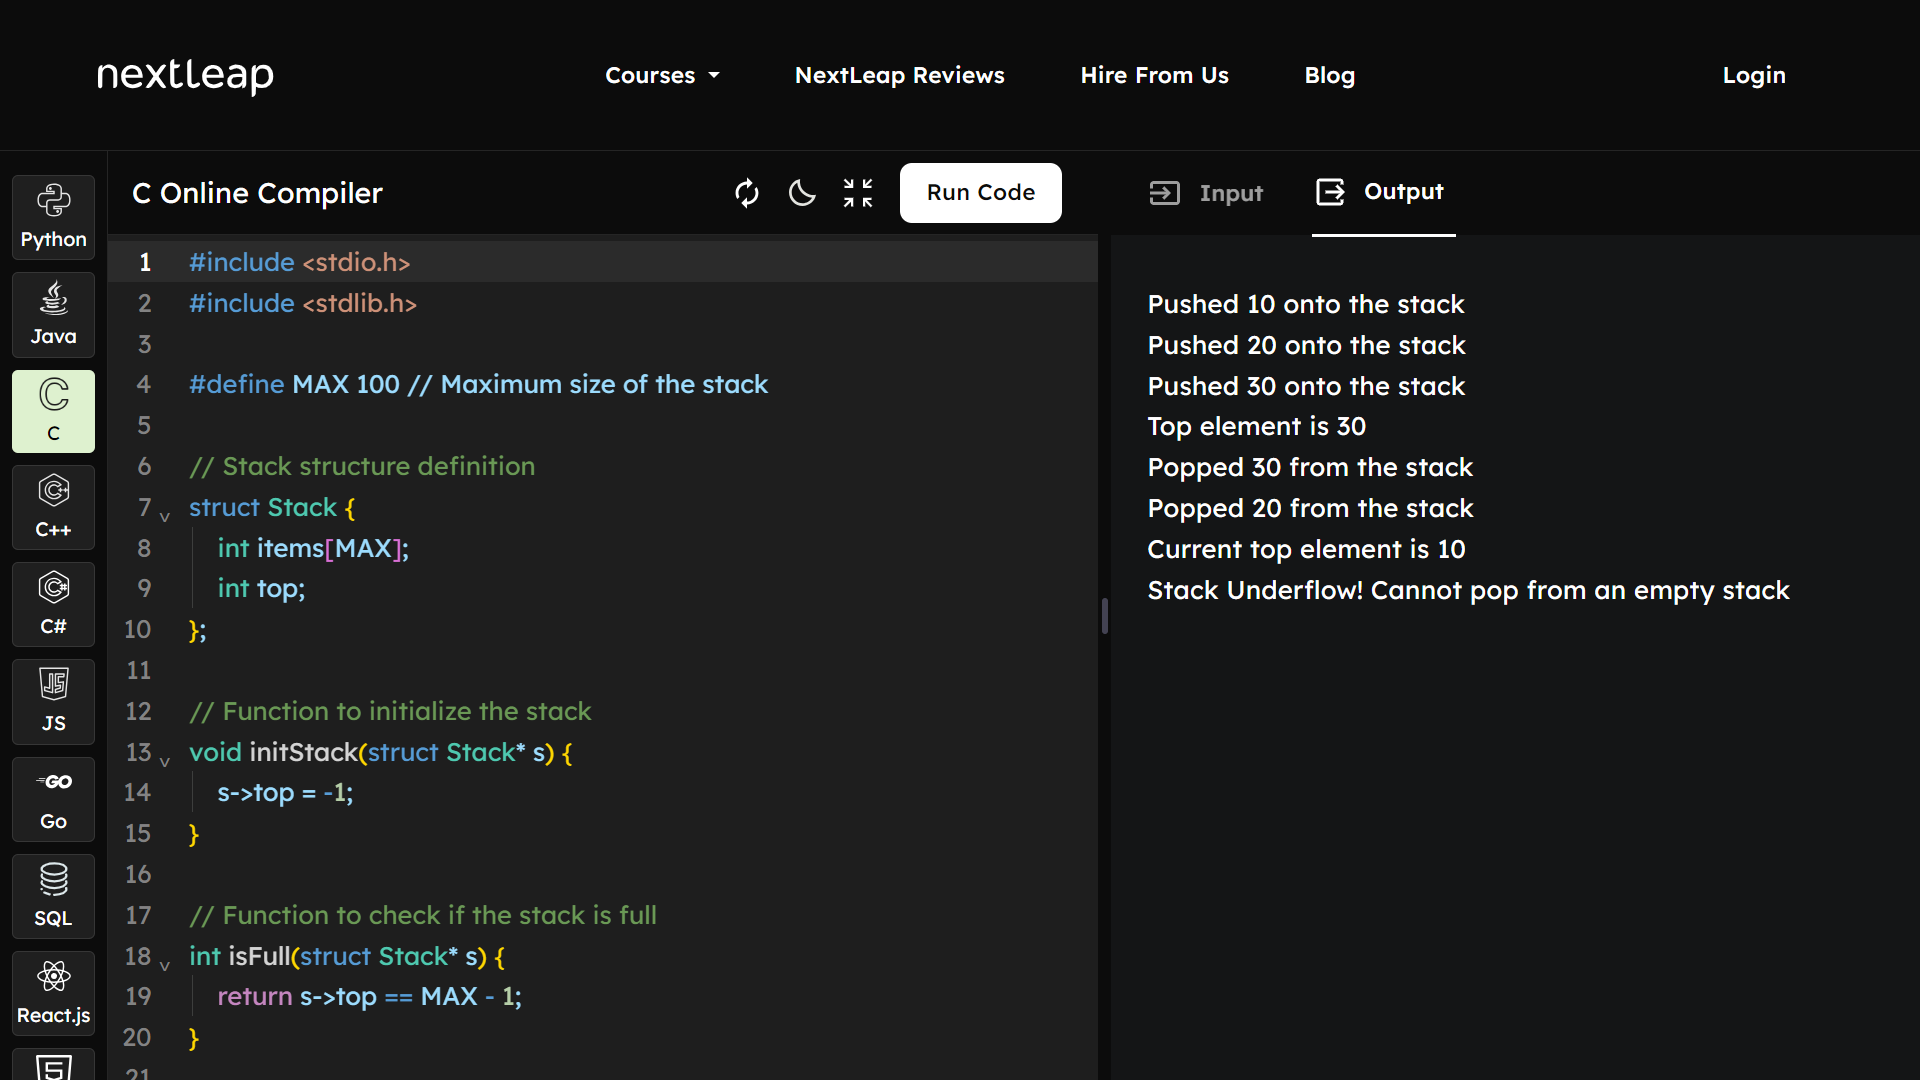 nextleap
Courses
NextLeap Reviews
Hire From Us
Blog
Login
Python
Java
C
C++
C#
JS
Go
SQL
React.js
C Online Compiler
Run Code
1 #include <stdio.h>
2 #include <stdlib.h>
3
4 #define MAX 100 // Maximum size of the stack
5
6 // Stack structure definition
7 struct Stack {
8 int items[MAX];
9 int top;
10 };
11
12 // Function to initialize the stack
13 void initStack(struct Stack* s) {
14 s->top = -1;
15 }
16
17 // Function to check if the stack is full
18 int isFull(struct Stack* s) {
19 return s->top == MAX - 1;
20 }
21
Input
Output
Pushed 10 onto the stack
Pushed 20 onto the stack
Pushed 30 onto the stack
Top element is 30
Popped 30 from the stack
Popped 20 from the stack
Current top element is 10
Stack Underflow! Cannot pop from an empty stack